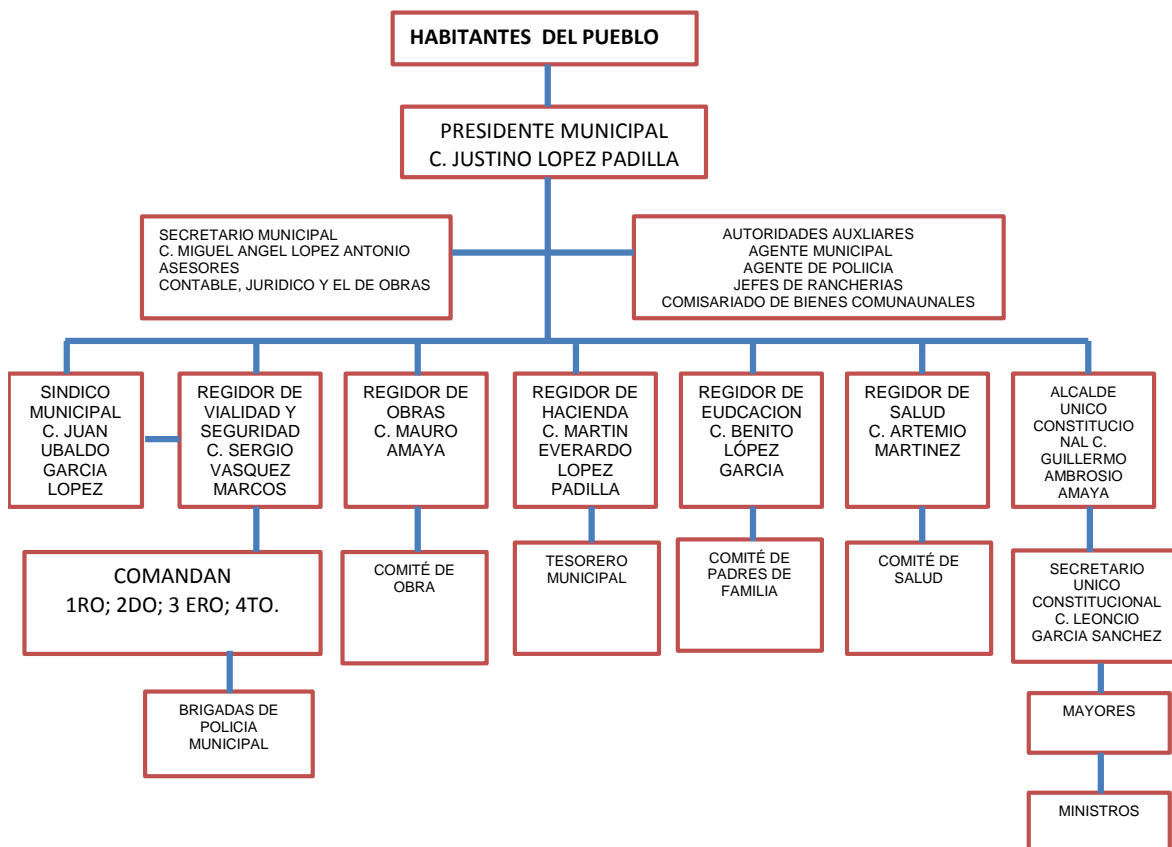 HABITANTES DEL PUEBLO
PRESIDENTE MUNICIPAL
C. JUSTINO LOPEZ PADILLA
SECRETARIO MUNICIPAL
C. MIGUEL ANGEL LOPEZ ANTONIO
ASESORES
CONTABLE, JURIDICO Y EL DE OBRAS
AUTORIDADES AUXLIARES
AGENTE MUNICIPAL
AGENTE DE POLIICIA
JEFES DE RANCHERIAS
COMISARIADO DE BIENES COMUNAUNALES
SINDICO
MUNICIPAL
C. JUAN
UBALDO
GARCIA
LOPEZ
REGIDOR DE
VIALIDAD Y
SEGURIDAD
C. SERGIO
VASQUEZ
MARCOS
REGIDOR DE
OBRAS
C. MAURO
AMAYA
REGIDOR DE
HACIENDA
C. MARTIN
EVERARDO
LOPEZ
PADILLA
REGIDOR DE
EUDCACION
C. BENITO
LÓPEZ
GARCIA
REGIDOR DE
SALUD
C. ARTEMIO
MARTINEZ
ALCALDE
UNICO
CONSTITUCIO
NAL C.
GUILLERMO
AMBROSIO
AMAYA
COMANDAN
1RO; 2DO; 3 ERO; 4TO.
COMITÉ DE
OBRA
TESORERO
MUNICIPAL
COMITÉ DE
PADRES DE
FAMILIA
COMITÉ DE
SALUD
SECRETARIO
UNICO
CONSTITUCIONAL
C. LEONCIO
GARCIA SANCHEZ
BRIGADAS DE
POLICIA
MUNICIPAL
MAYORES
MINISTROS